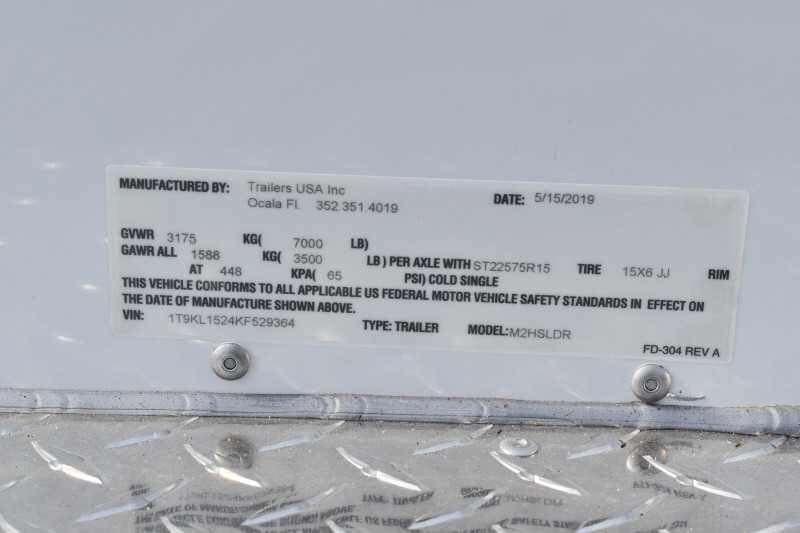 MANUFACTURED BY: Trailers USA Inc DATE: 5/15/2019
Ocala Fl. 352.351.4019
GVWR 3175 KG( 7000 LB)
GAWR ALL 1588 KG( 3500 LB ) PER AXLE WITH ST22575R15 TIRE 15X6 JJ RIM
AT 448 KPA( 65 PSI) COLD SINGLE
THIS VEHICLE CONFORMS TO ALL APPLICABLE US FEDERAL MOTOR VEHICLE SAFETY STANDARDS IN EFFECT ON
THE DATE OF MANUFACTURE SHOWN ABOVE.
VIN: 1T9KL1524KF529364 TYPE: TRAILER MODEL: M2HSLDR
FD-304 REV A